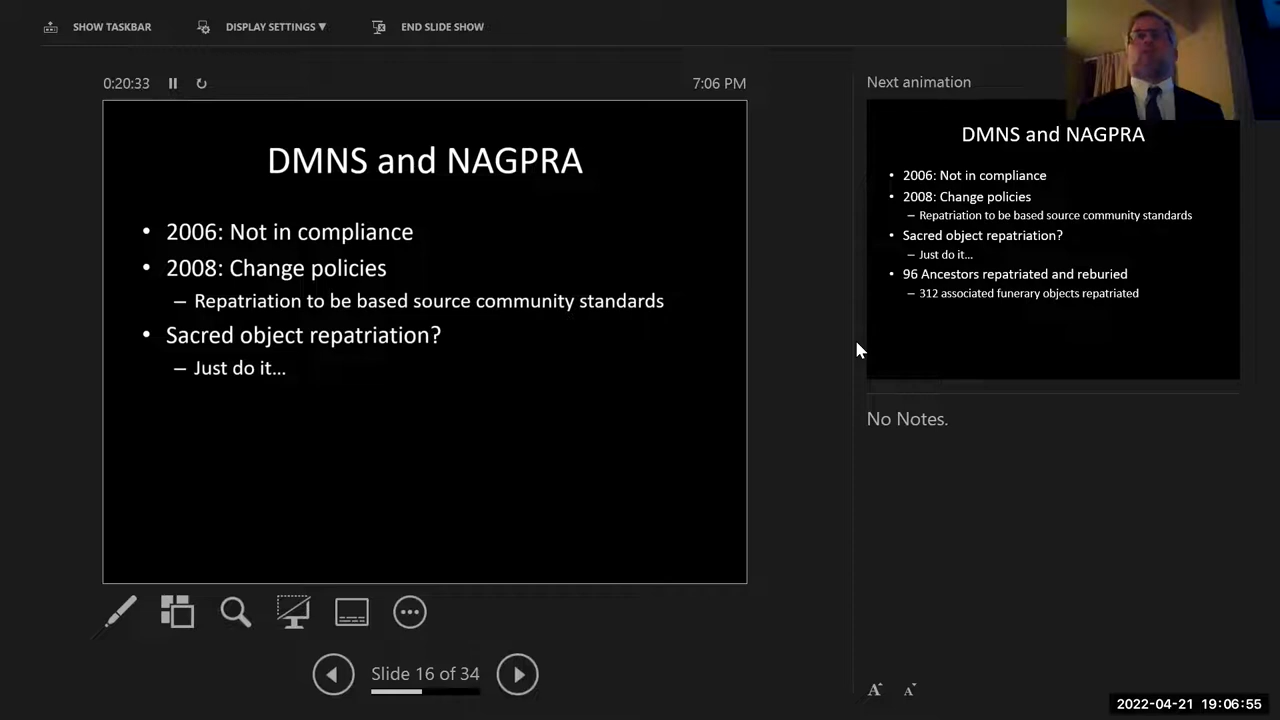 SHOW TASKBAR DISPLAY SETTINGS ▼ END SLIDE SHOW
0:20:33 7:06 PM
DMNS and NAGPRA
• 2006: Not in compliance
• 2008: Change policies
– Repatriation to be based source community standards
• Sacred object repatriation?
– Just do it...
Slide 16 of 34
Next animation
DMNS and NAGPRA
• 2006: Not in compliance
• 2008: Change policies
– Repatriation to be based source community standards
• Sacred object repatriation?
– Just do it...
• 96 Ancestors repatriated and reburied
– 312 associated funerary objects repatriated
No Notes.
A A
2022-04-21 19:06:55